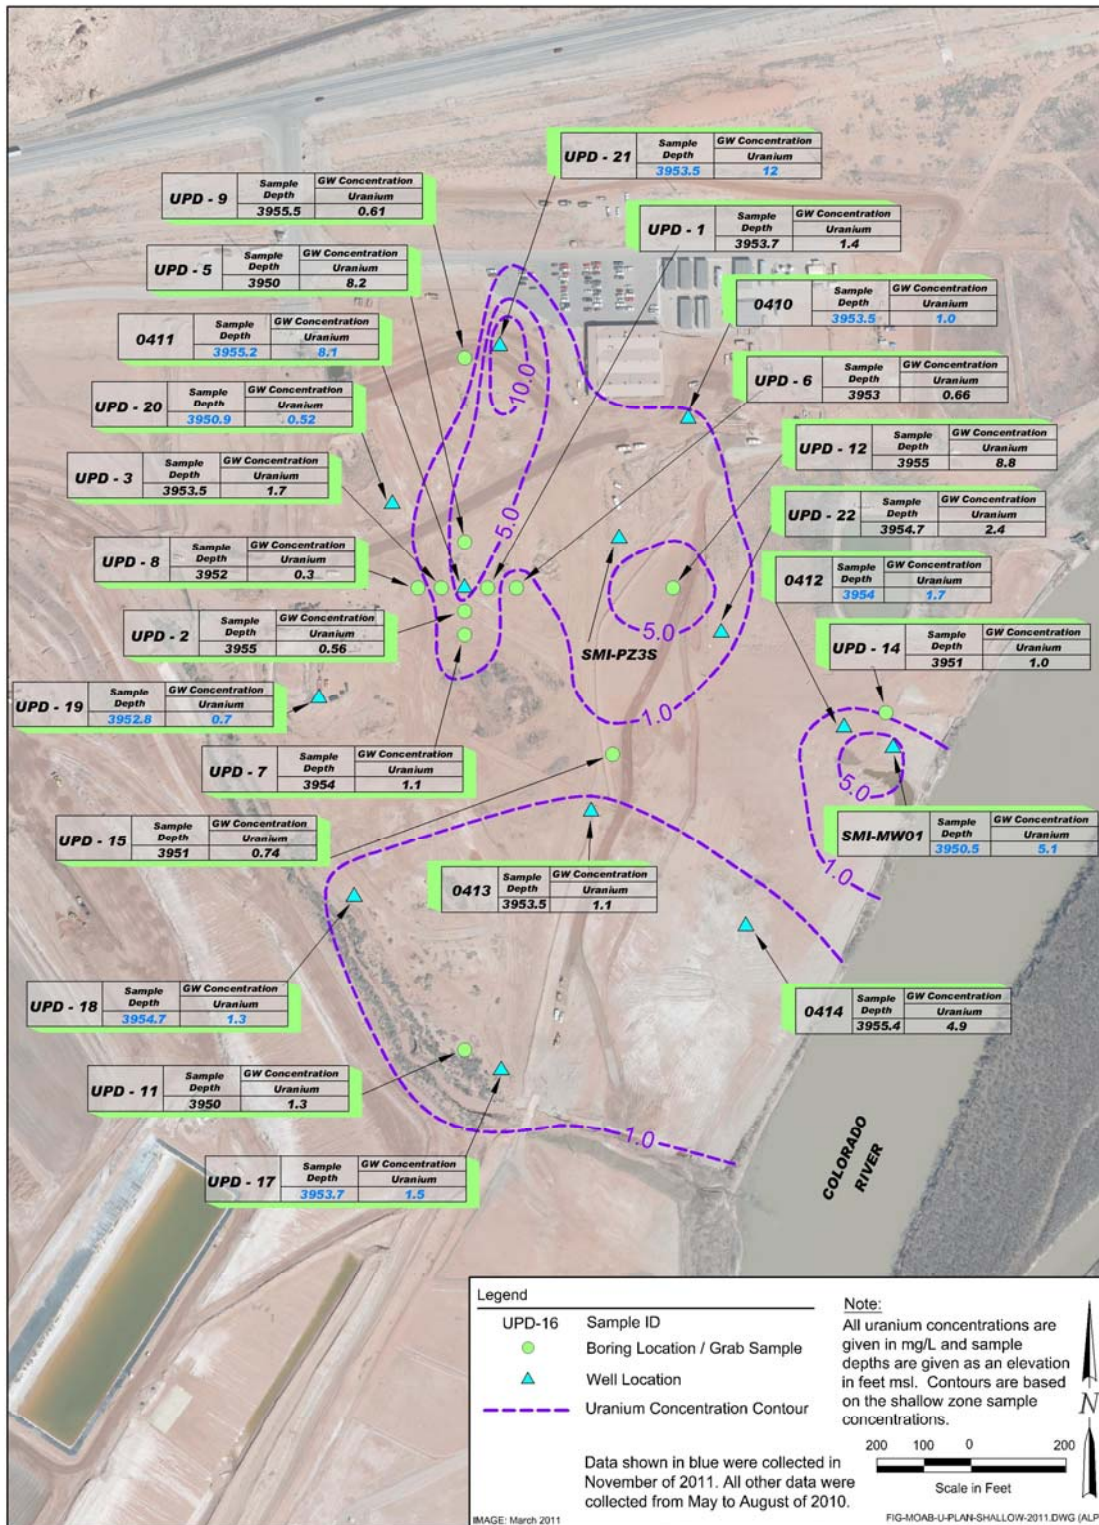 UPD - 21
Sample Depth
GW Concentration
Uranium
3953.5
12
UPD - 9
Sample Depth
GW Concentration
Uranium
3955.5
0.61
UPD - 1
Sample Depth
GW Concentration
Uranium
3953.7
1.4
UPD - 5
Sample Depth
GW Concentration
Uranium
3950
8.2
0410
Sample Depth
GW Concentration
Uranium
3953.5
1.0
0411
Sample Depth
GW Concentration
Uranium
3955.2
8.1
UPD - 6
Sample Depth
GW Concentration
Uranium
3953
0.66
UPD - 20
Sample Depth
GW Concentration
Uranium
3950.9
0.52
UPD - 12
Sample Depth
GW Concentration
Uranium
3955
8.8
UPD - 3
Sample Depth
GW Concentration
Uranium
3953.5
1.7
UPD - 22
Sample Depth
GW Concentration
Uranium
3954.7
2.4
UPD - 8
Sample Depth
GW Concentration
Uranium
3952
0.3
0412
Sample Depth
GW Concentration
Uranium
3954
1.7
UPD - 2
Sample Depth
GW Concentration
Uranium
3955
0.56
UPD - 14
Sample Depth
GW Concentration
Uranium
3951
1.0
UPD - 19
Sample Depth
GW Concentration
Uranium
3952.8
0.7
UPD - 7
Sample Depth
GW Concentration
Uranium
3954
1.1
UPD - 15
Sample Depth
GW Concentration
Uranium
3951
0.74
SMI-MW01
Sample Depth
GW Concentration
Uranium
3950.5
5.1
0413
Sample Depth
GW Concentration
Uranium
3953.5
1.1
UPD - 18
Sample Depth
GW Concentration
Uranium
3954.7
1.3
0414
Sample Depth
GW Concentration
Uranium
3955.4
4.9
UPD - 11
Sample Depth
GW Concentration
Uranium
3950
1.3
UPD - 17
Sample Depth
GW Concentration
Uranium
3953.7
1.5
10.0
5.0
SMI-PZ3S
5.0
1.0
5.0
1.0
1.0
COLORADO
RIVER
Legend
UPD-16 Sample ID
Boring Location / Grab Sample
Well Location
Uranium Concentration Contour
Data shown in blue were collected in
November of 2011. All other data were
collected from May to August of 2010.
Note:
All uranium concentrations are
given in mg/L and sample
depths are given as an elevation
in feet msl. Contours are based
on the shallow zone sample
concentrations.
N
200 100 0 200
Scale in Feet
IMAGE: March 2011
FIG-MOAB-U-PLAN-SHALLOW-2011.DWG (ALP